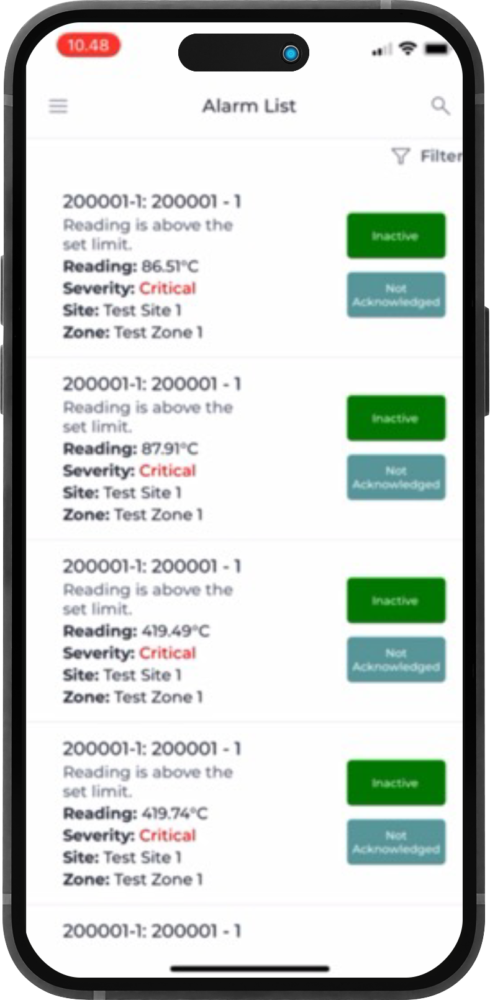 10.48
Alarm List
Filter
200001-1: 200001 - 1
Reading is above the
set limit.
Reading: 86.51°C
Severity: Critical
Site: Test Site 1
Zone: Test Zone 1
Inactive
Not
Acknowledged
200001-1: 200001 - 1
Reading is above the
set limit.
Reading: 87.91°C
Severity: Critical
Site: Test Site 1
Zone: Test Zone 1
Inactive
Not
Acknowledged
200001-1: 200001 - 1
Reading is above the
set limit.
Reading: 419.49°C
Severity: Critical
Site: Test Site 1
Zone: Test Zone 1
Inactive
Not
Acknowledged
200001-1: 200001 - 1
Reading is above the
set limit.
Reading: 419.74°C
Severity: Critical
Site: Test Site 1
Zone: Test Zone 1
Inactive
Not
Acknowledged
200001-1: 200001 - 1